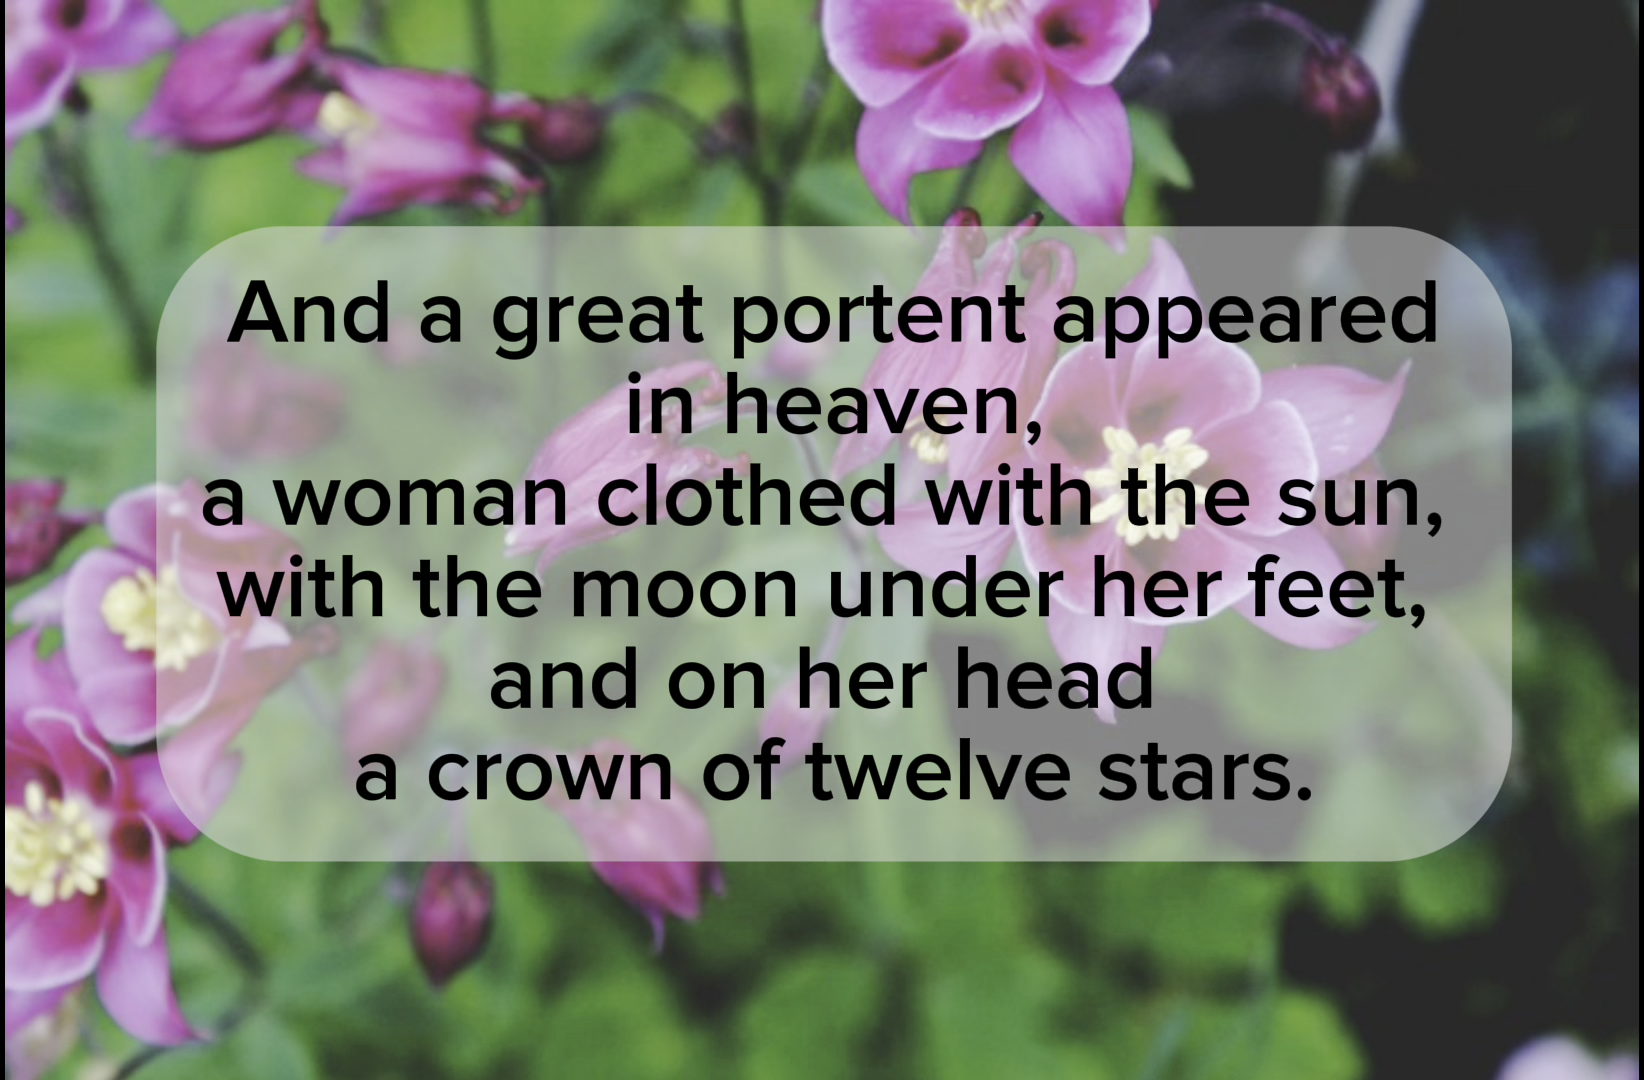 And a great portent appeared
in heaven,
a woman clothed with the sun,
with the moon under her feet,
and on her head
a crown of twelve stars.